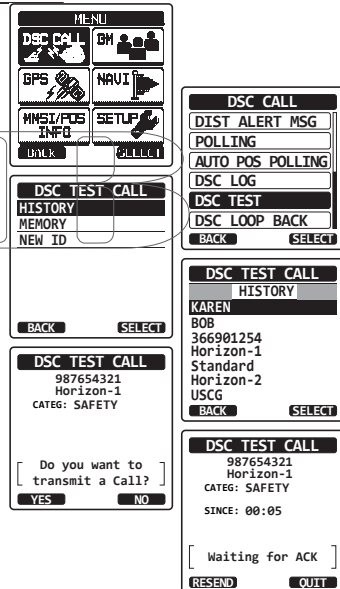 MENU
DSC CALL
GM
GPS
NAVI
MMSI/POS
INFO
SETUP
BACK
SELECT
DSC CALL
DIST ALERT MSG
POLLING
AUTO POS POLLING
DSC LOG
DSC TEST
DSC LOOP BACK
BACK SELECT
DSC TEST CALL
HISTORY
MEMORY
NEW ID
BACK SELECT
DSC TEST CALL
HISTORY
KAREN
BOB
366901254
Horizon-1
Standard
Horizon-2
USCG
BACK SELECT
DSC TEST CALL
987654321
Horizon-1
CATEG: SAFETY
Do you want to
transmit a Call?
YES NO
DSC TEST CALL
987654321
Horizon-1
CATEG: SAFETY
SINCE: 00:05
Waiting for ACK
RESEND QUIT